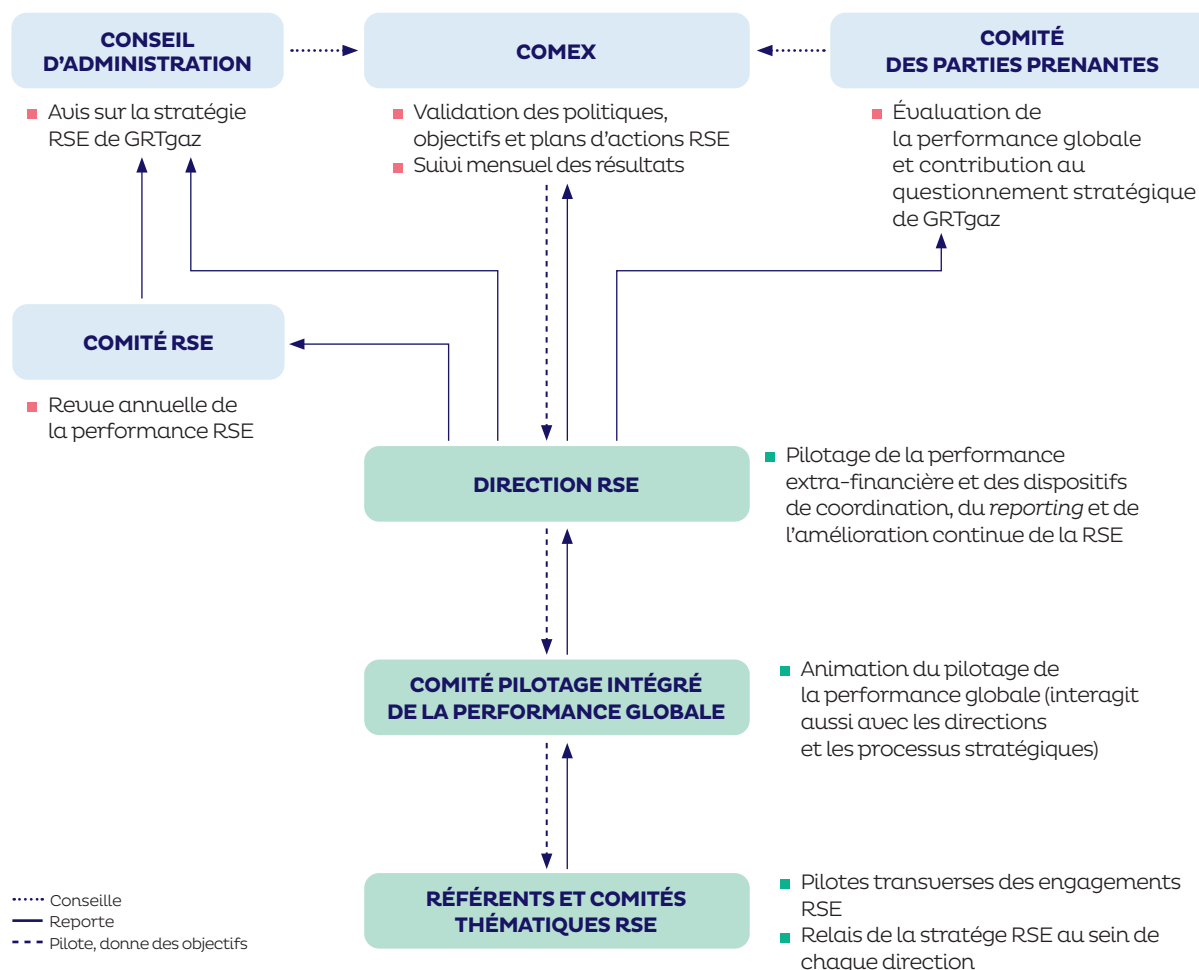 CONSEIL
D'ADMINISTRATION
COMEX
COMITÉ
DES PARTIES PRENANTES
Avis sur la stratégie
RSE de GRTgaz
Validation des politiques,
objectifs et plans d'actions RSE
Suivi mensuel des résultats
Évaluation de
la performance globale
et contribution au
questionnement stratégique
de GRTgaz
COMITÉ RSE
Revue annuelle de
la performance RSE
DIRECTION RSE
Pilotage de la performance
extra-financière et des dispositifs
de coordination, du reporting et de
l'amélioration continue de la RSE
COMITÉ PILOTAGE INTÉGRÉ
DE LA PERFORMANCE GLOBALE
Animation du pilotage de
la performance globale (interagit
aussi avec les directions
et les processus stratégiques)
RÉFÉRENTS ET COMITÉS
THÉMATIQUES RSE
Pilotes transverses des engagements
RSE
Relais de la stratége RSE au sein de
chaque direction
Conseille
Reporte
Pilote, donne des objectifs